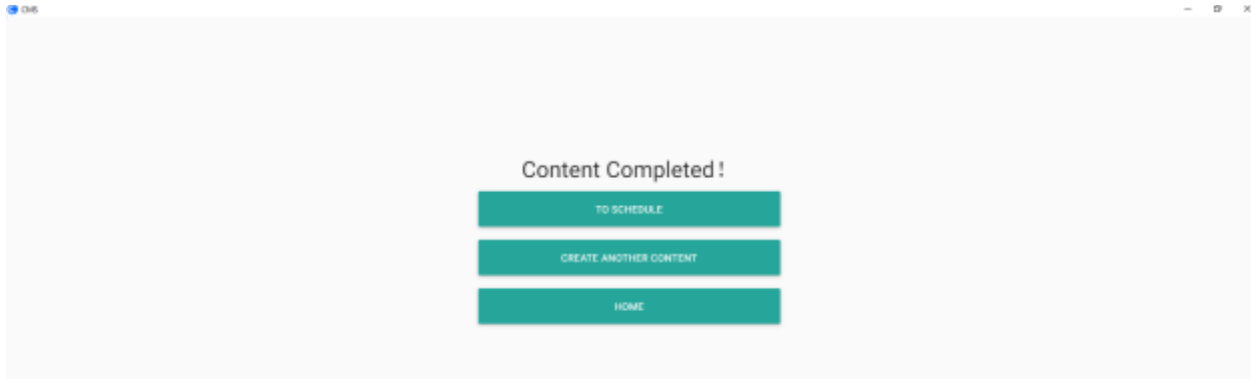 CMS
Content Completed!
TO SCHEDULE
CREATE ANOTHER CONTENT
HOME